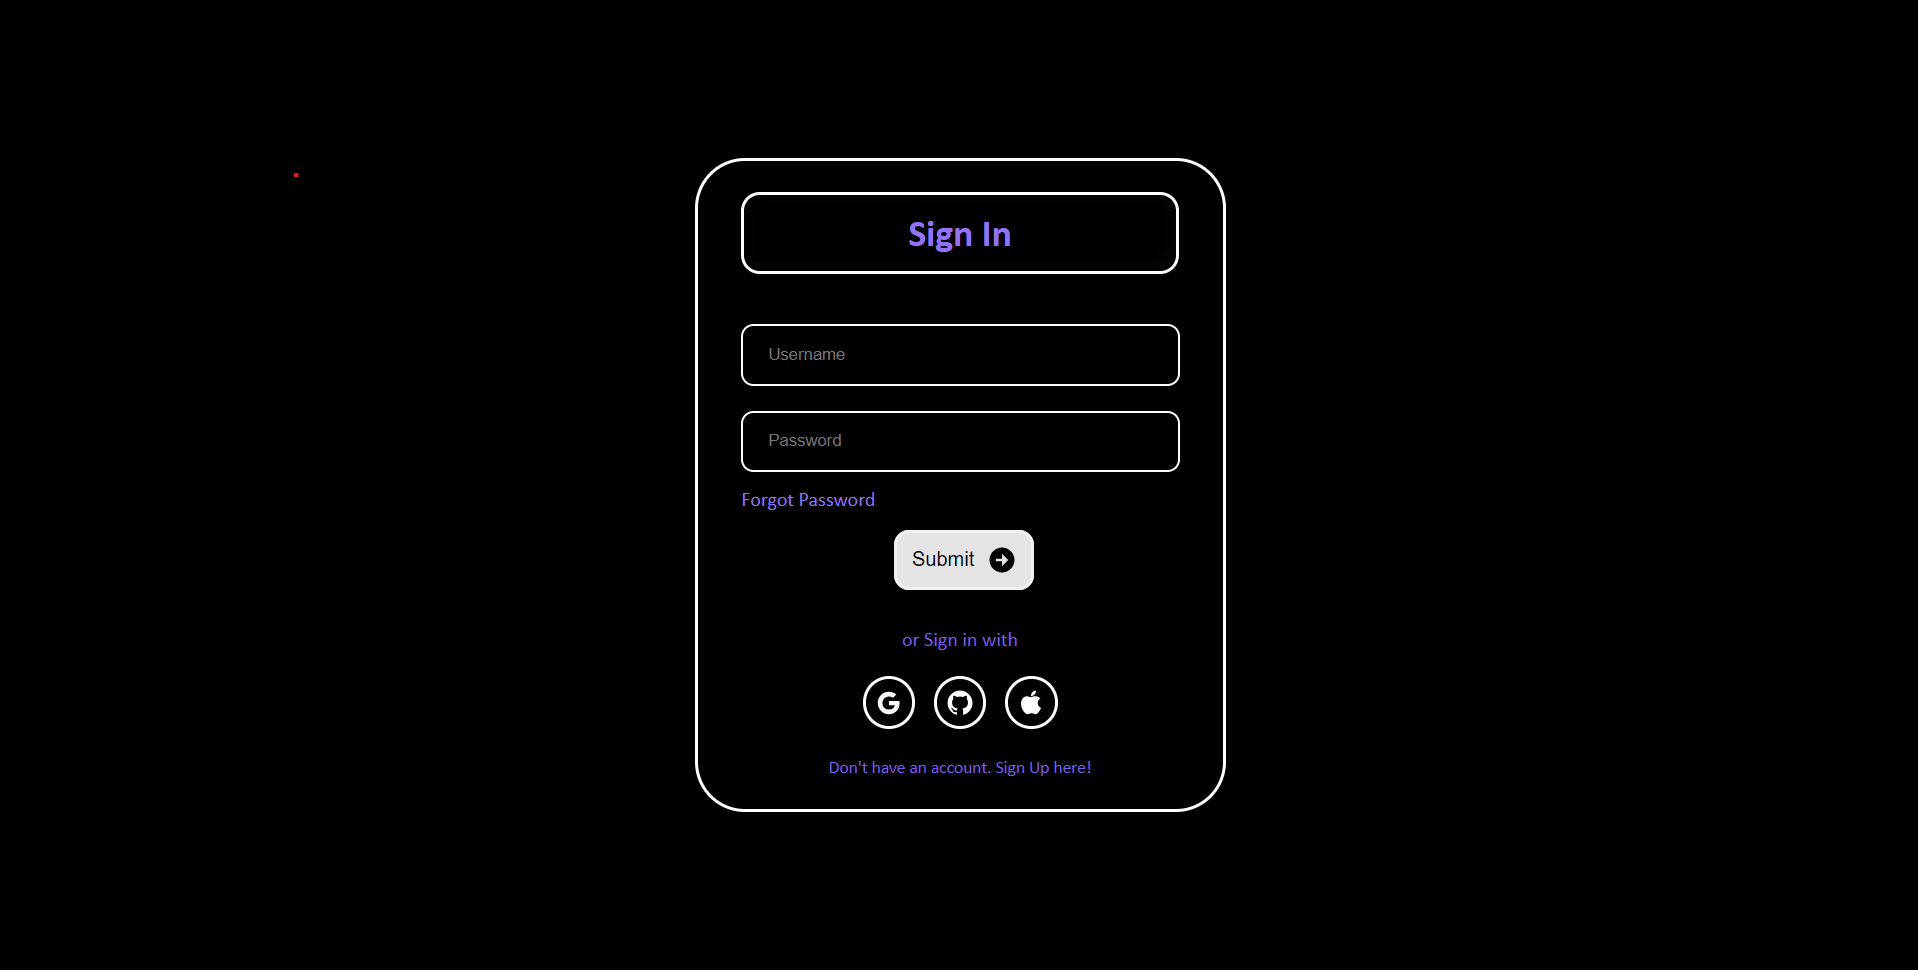 Sign In
Username
Password
Forgot Password
Submit
or Sign in with
Don't have an account. Sign Up here!